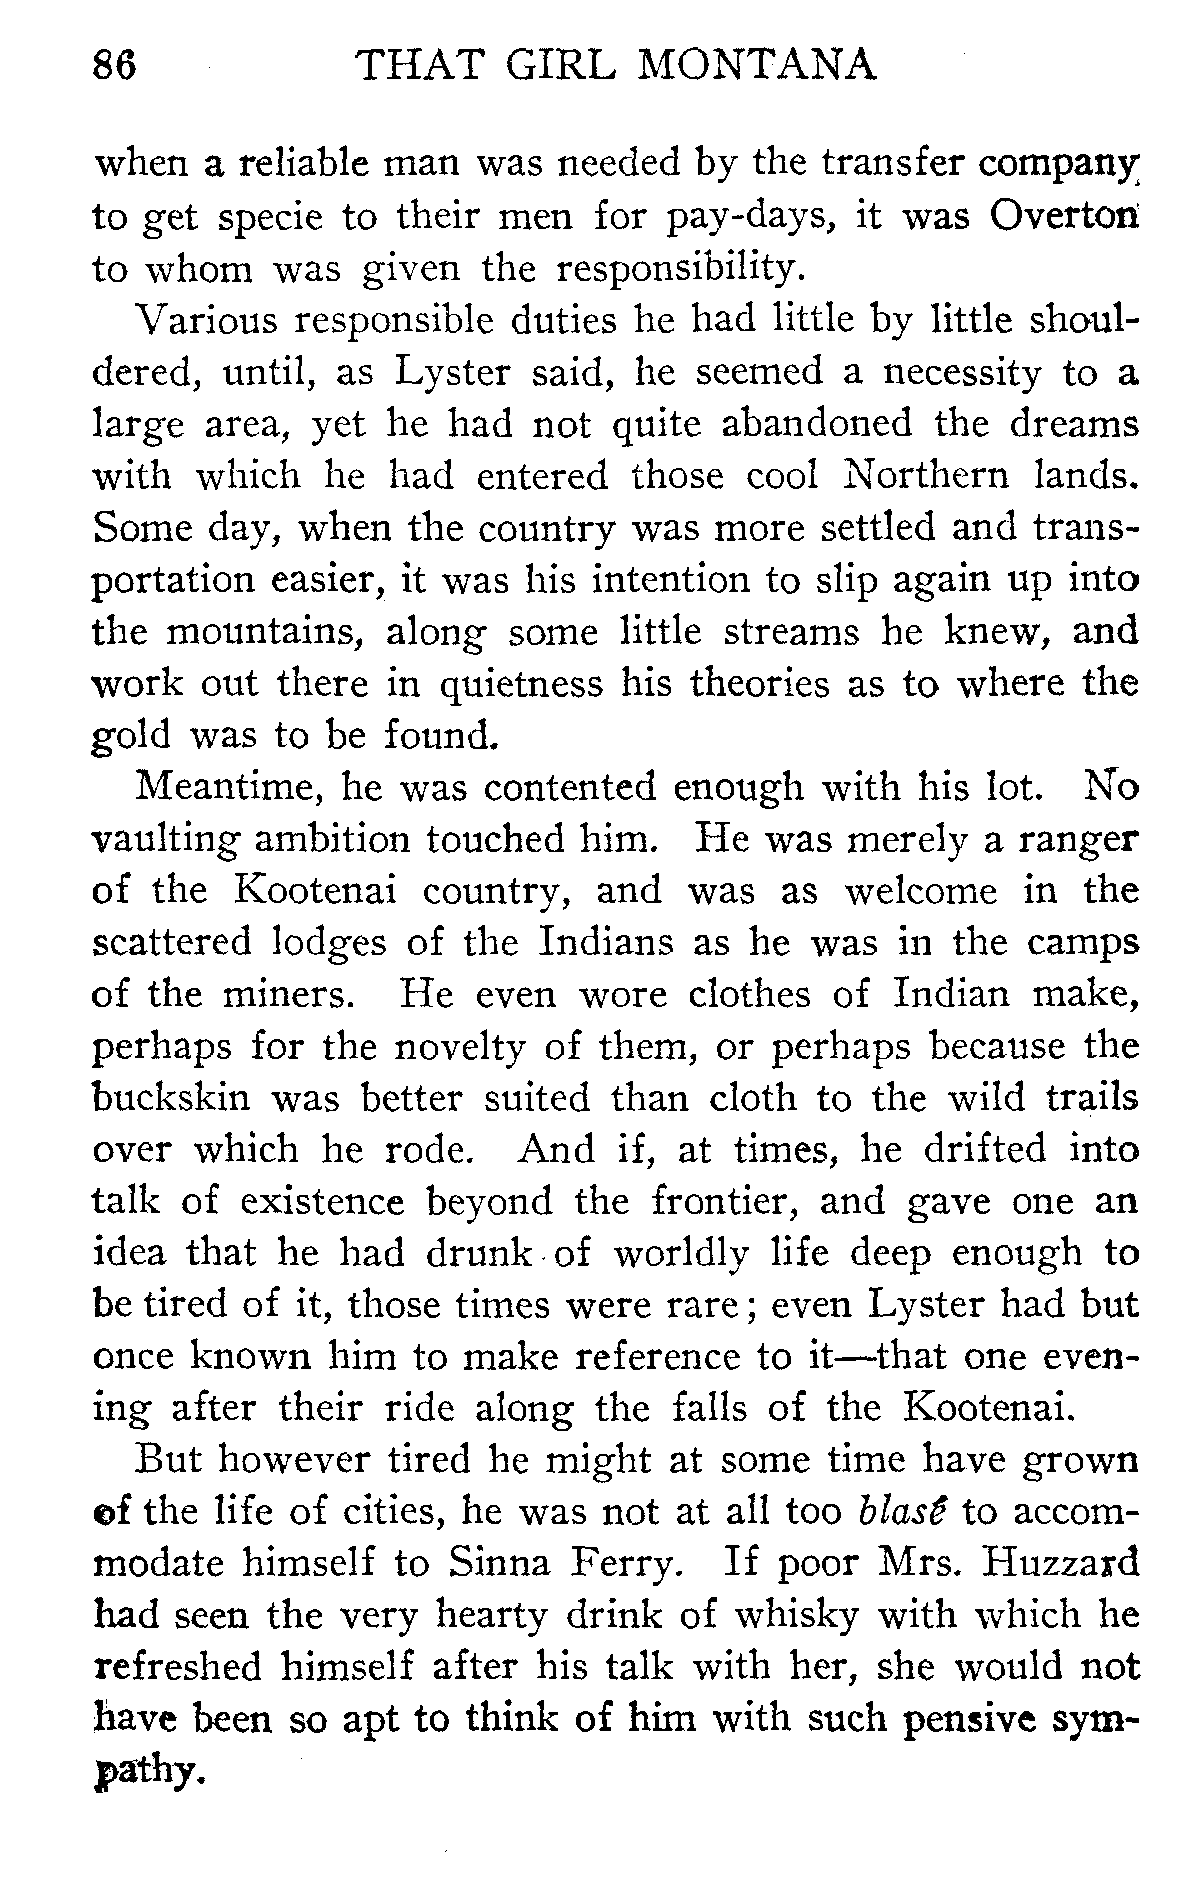 86 THAT GIRL MONTANA
when a reliable man was needed by the transfer company
to get specie to their men for pay-days, it was Overton
to whom was given the responsibility.
Various responsible duties he had little by little shoul-
dered, until, as Lyster said, he seemed a necessity to a
large area, yet he had not quite abandoned the dreams
with which he had entered those cool Northern lands.
Some day, when the country was more settled and trans-
portation easier, it was his intention to slip again up into
the mountains, along some little streams he knew, and
work out there in quietness his theories as to where the
gold was to be found.
Meantime, he was contented enough with his lot. No
vaulting ambition touched him. He was merely a ranger
of the Kootenai country, and was as welcome in the
scattered lodges of the Indians as he was in the camps
of the miners. He even wore clothes of Indian make,
perhaps for the novelty of them, or perhaps because the
buckskin was better suited than cloth to the wild trails
over which he rode. And if, at times, he drifted into
talk of existence beyond the frontier, and gave one an
idea that he had drunk of worldly life deep enough to
be tired of it, those times were rare; even Lyster had but
once known him to make reference to it—that one even-
ing after their ride along the falls of the Kootenai.
But however tired he might at some time have grown
of the life of cities, he was not at all too blasé to accom-
modate himself to Sinna Ferry. If poor Mrs. Huzzard
had seen the very hearty drink of whisky with which he
refreshed himself after his talk with her, she would not
have been so apt to think of him with such pensive sym-
pathy.